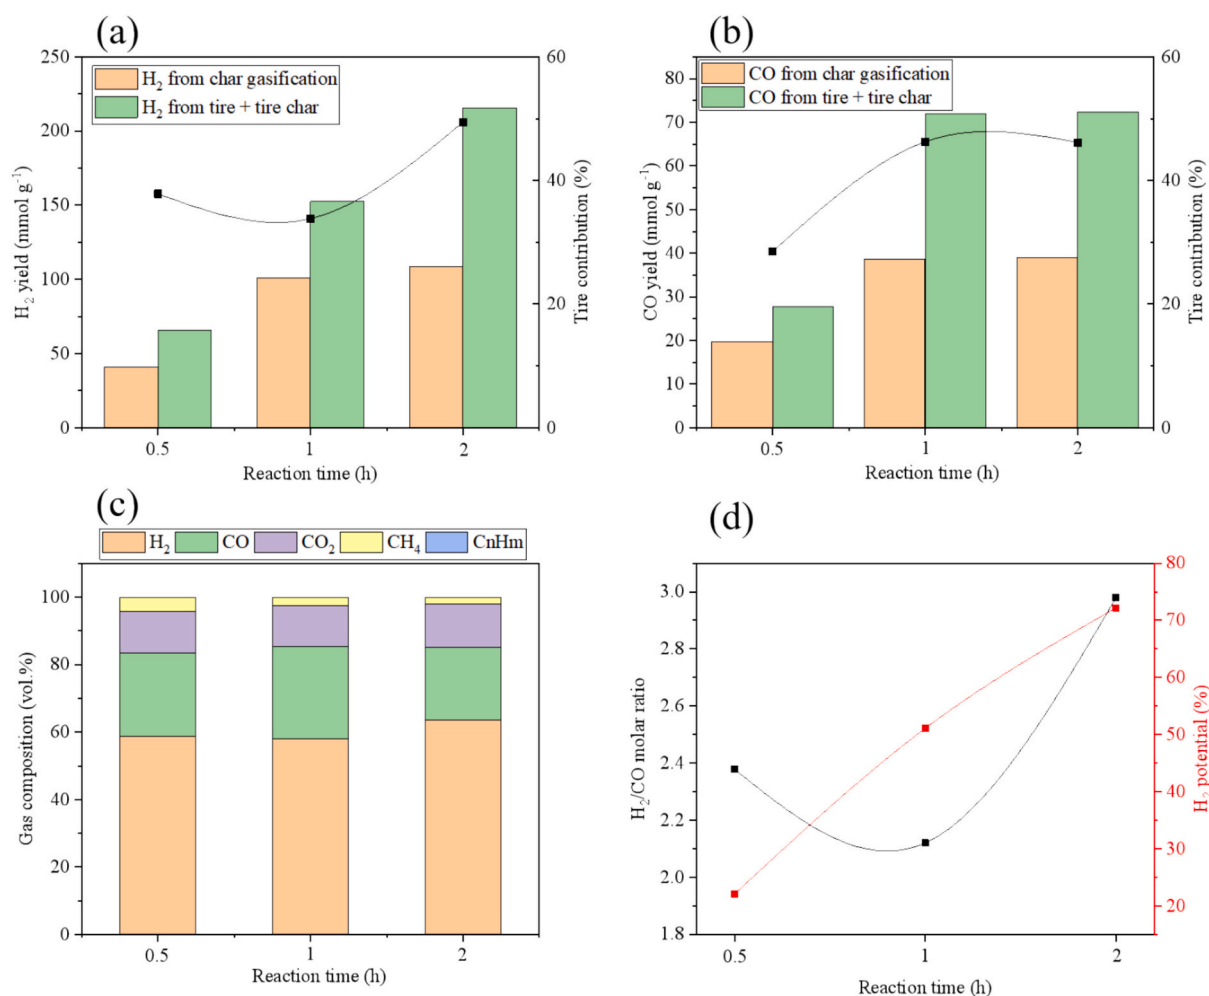 (a)
H2 from char gasification
H2 from tire + tire char
H2 yield (mmol g-1)
250
200
150
100
50
0
0.5
1
2
Reaction time (h)
60
40
20
0
Tire contribution (%)
(b)
CO from char gasification
CO from tire + tire char
CO yield (mmol g-1)
80
70
60
50
40
30
20
10
0
0.5
1
2
Reaction time (h)
60
40
20
0
Tire contribution (%)
(c)
H2 CO CO2 CH4 CnHm
Gas composition (vol.%)
100
80
60
40
20
0
0.5
1
2
Reaction time (h)
(d)
H2/CO molar ratio
3.0
2.8
2.6
2.4
2.2
2.0
1.8
0.5
1
2
Reaction time (h)
80
70
60
50
40
30
20
H2 potential (%)